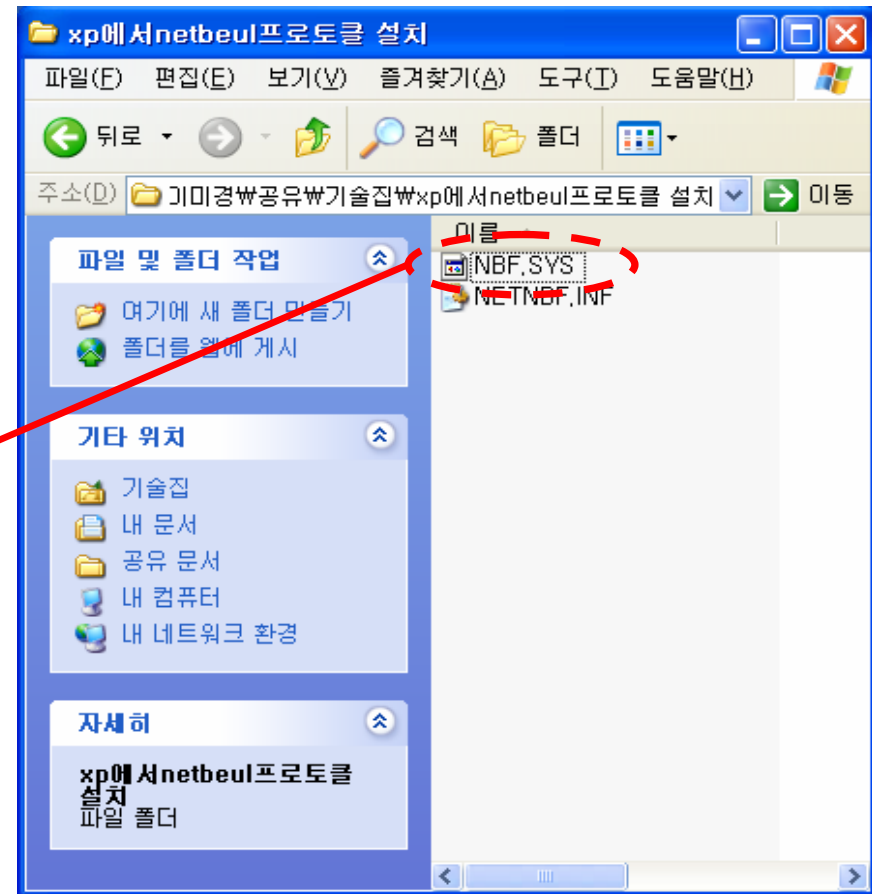 xp에서netbeui프로토콜 설치
파일(F) 편집(E) 보기(V) 즐겨찾기(A) 도구(T) 도움말(H)
뒤로 검색 폴더
주소(D) 미경￦공유￦기술집￦xp에서netbeui프로토콜 설치 이동
이름
파일 및 폴더 작업
NBF.SYS
NETNBF.INF
여기에 새 폴더 만들기
폴더를 웹에 게시
기타 위치
기술집
내 문서
공유 문서
내 컴퓨터
내 네트워크 환경
자세히
xp에서netbeui프로토콜
설치
파일 폴더